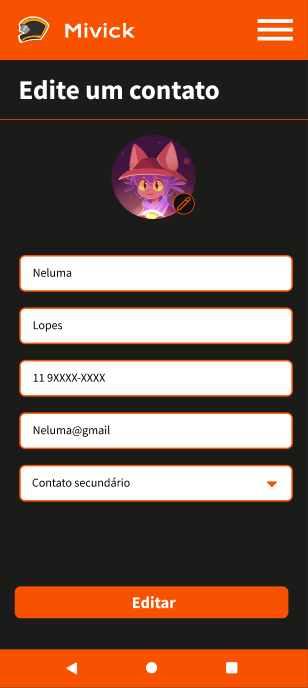 Mivick
Edite um contato
Neluma
Lopes
11 9XXXX-XXXX
Neluma@gmail
Contato secundário
Editar